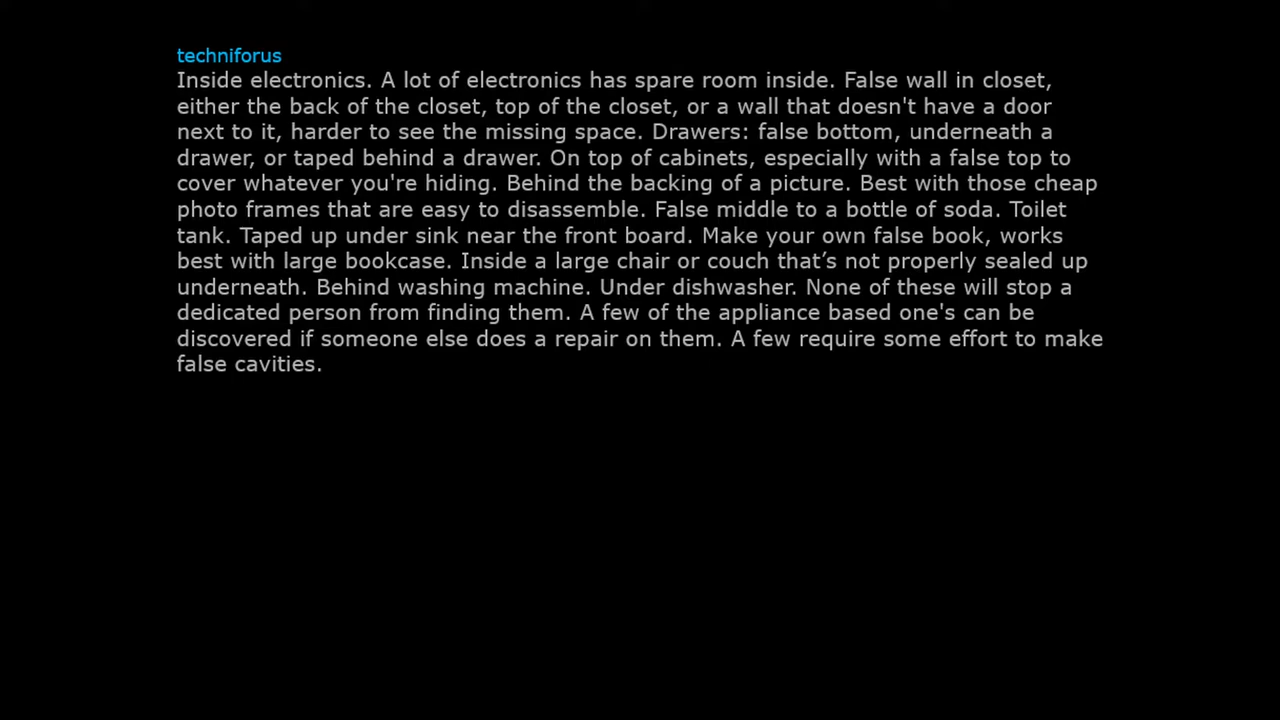 techniforus
Inside electronics. A lot of electronics has spare room inside. False wall in closet,
either the back of the closet, top of the closet, or a wall that doesn't have a door
next to it, harder to see the missing space. Drawers: false bottom, underneath a
drawer, or taped behind a drawer. On top of cabinets, especially with a false top to
cover whatever you're hiding. Behind the backing of a picture. Best with those cheap
photo frames that are easy to disassemble. False middle to a bottle of soda. Toilet
tank. Taped up under sink near the front board. Make your own false book, works
best with large bookcase. Inside a large chair or couch that’s not properly sealed up
underneath. Behind washing machine. Under dishwasher. None of these will stop a
dedicated person from finding them. A few of the appliance based one's can be
discovered if someone else does a repair on them. A few require some effort to make
false cavities.